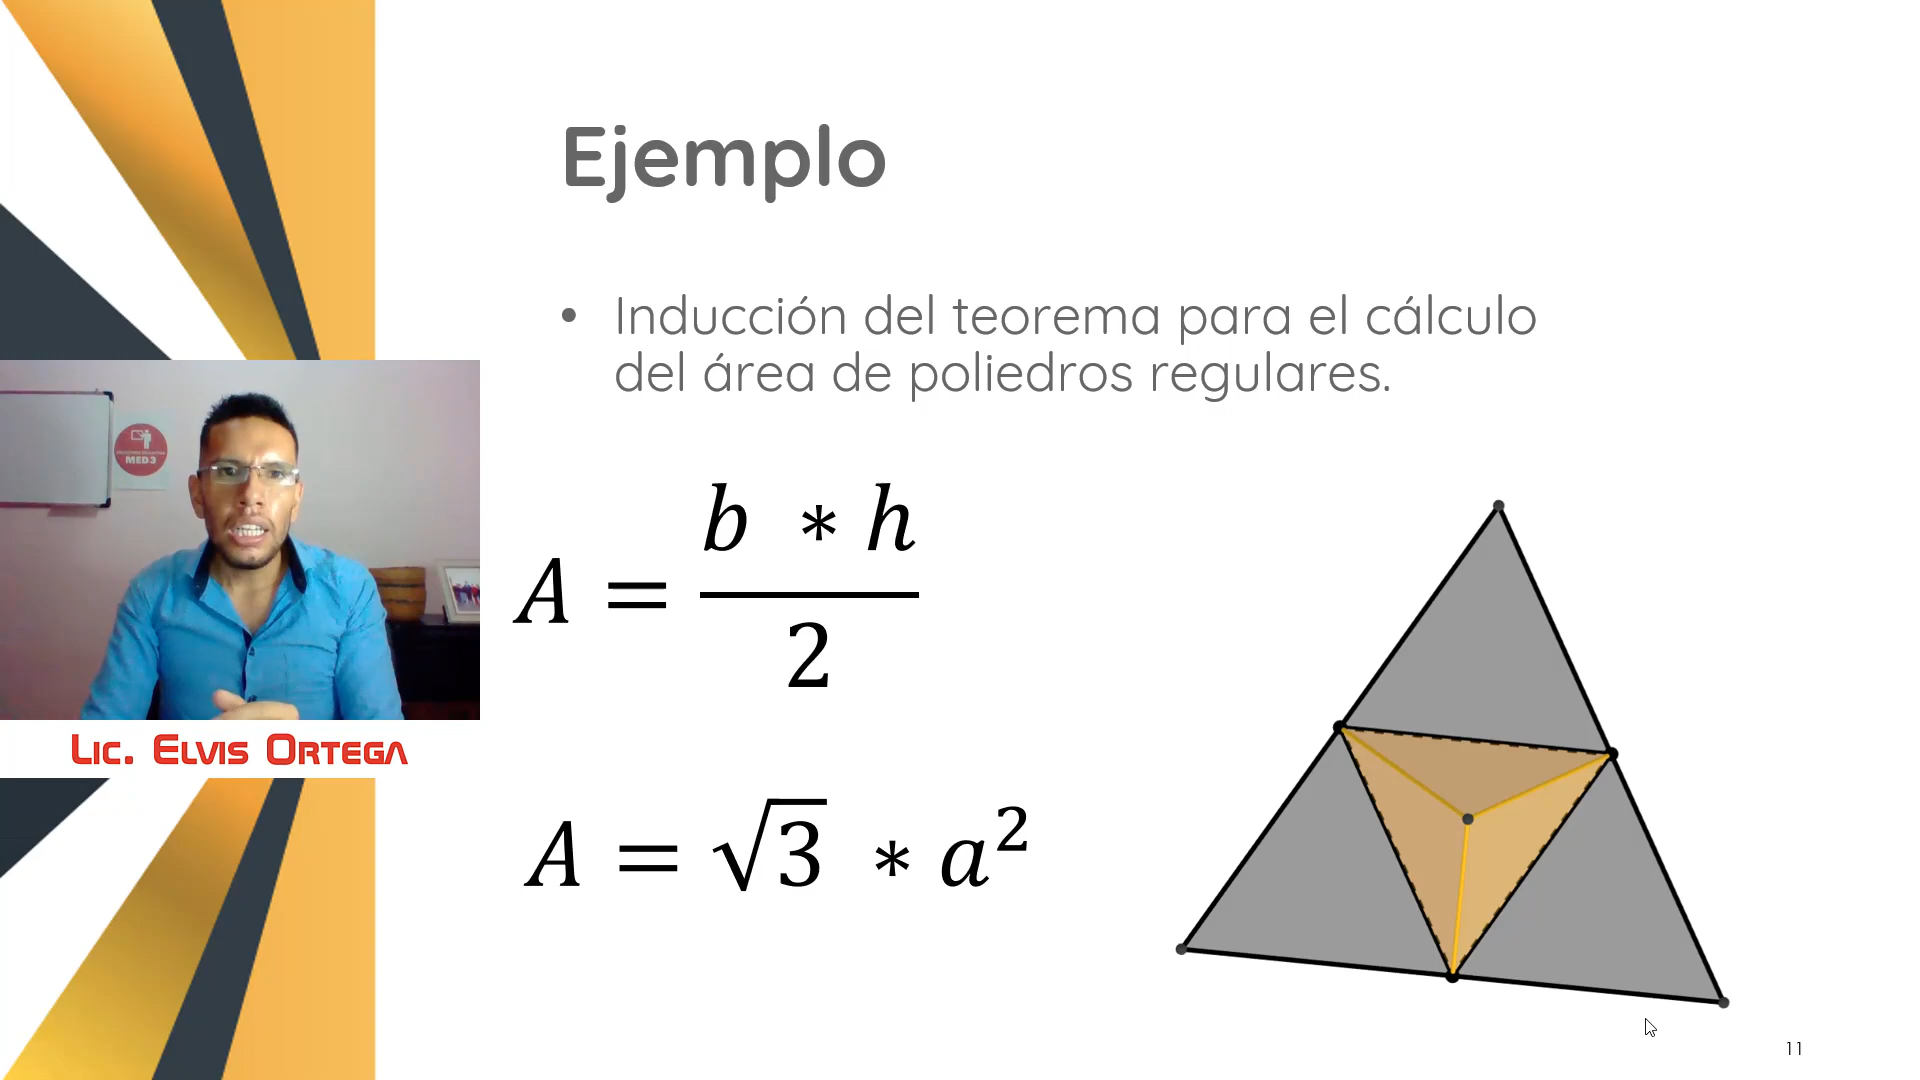 Ejemplo
• Inducción del teorema para el cálculo
del área de poliedros regulares.
A = b * h / 2
A = √3 * a²
MED3
LIC. ELVIS ORTEGA
11